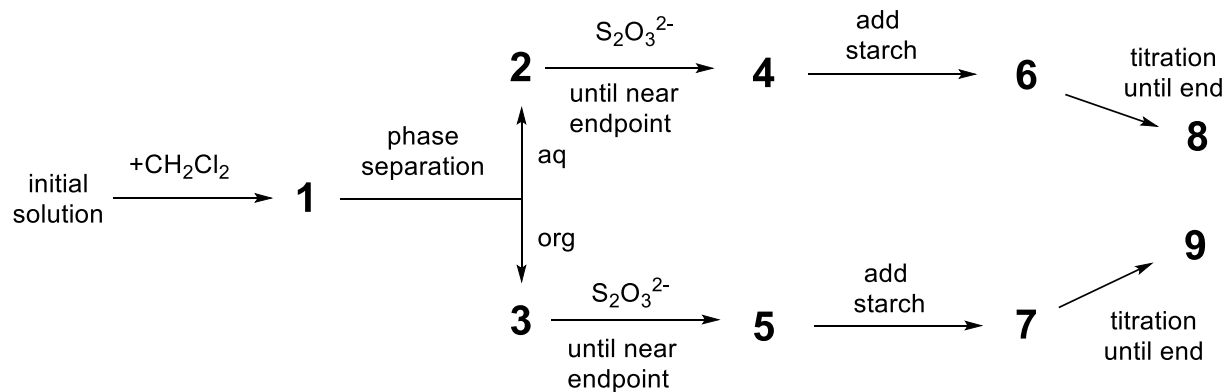 initial
solution
+CH₂Cl₂
1
phase
separation
aq
org
2
S₂O₃²⁻
until near
endpoint
4
add
starch
6
titration
until end
8
3
S₂O₃²⁻
until near
endpoint
5
add
starch
7
titration
until end
9